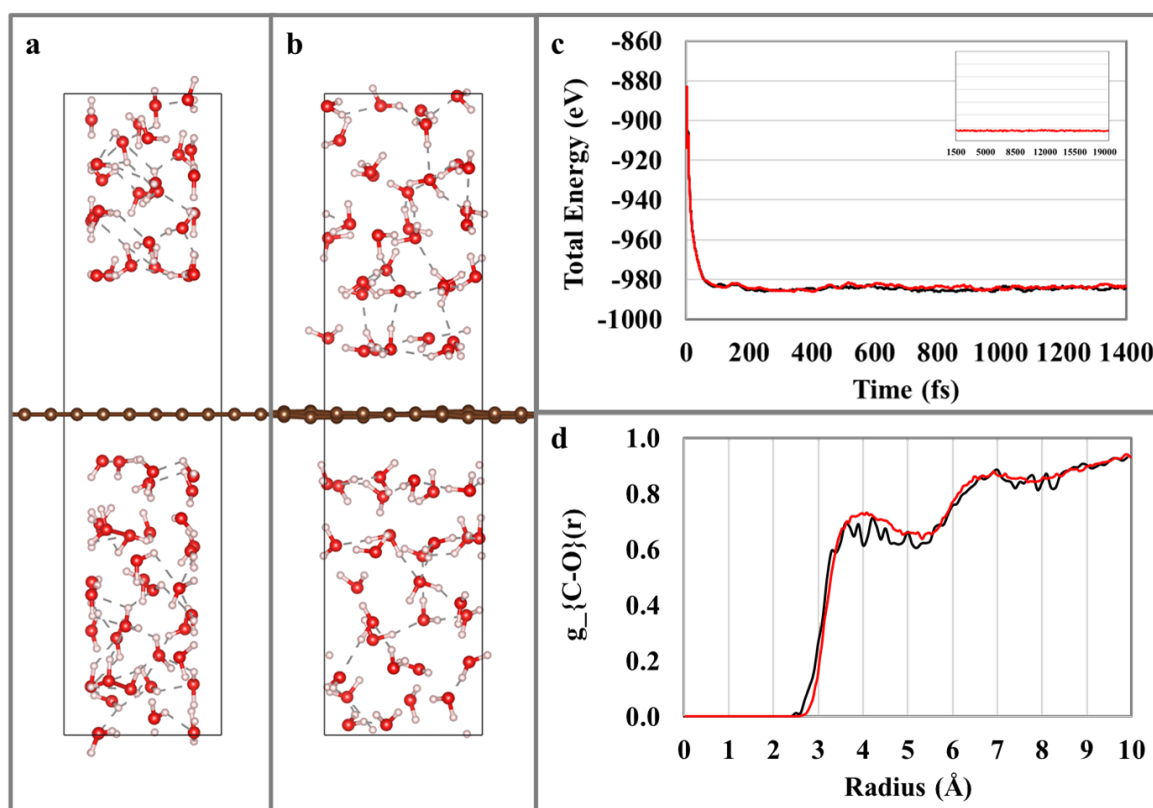 a
b
c
-860
-880
-900
-920
-940
-960
-980
-1000
Total Energy (eV)
1500 5000 8500 12000 15500 19000
0 200 400 600 800 1000 1200 1400
Time (fs)
d
1.0
0.8
0.6
0.4
0.2
0.0
g_{C-O}(r)
0 1 2 3 4 5 6 7 8 9 10
Radius (Å)